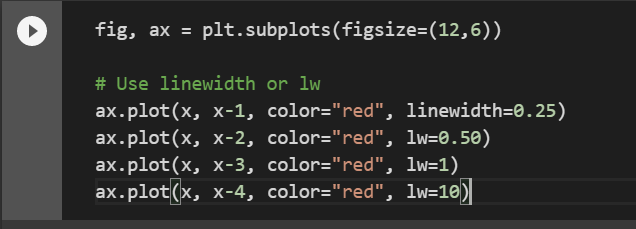 fig, ax = plt.subplots(figsize=(12,6))
# Use linewidth or lw
ax.plot(x, x-1, color="red", linewidth=0.25)
ax.plot(x, x-2, color="red", lw=0.50)
ax.plot(x, x-3, color="red", lw=1)
ax.plot(x, x-4, color="red", lw=10)